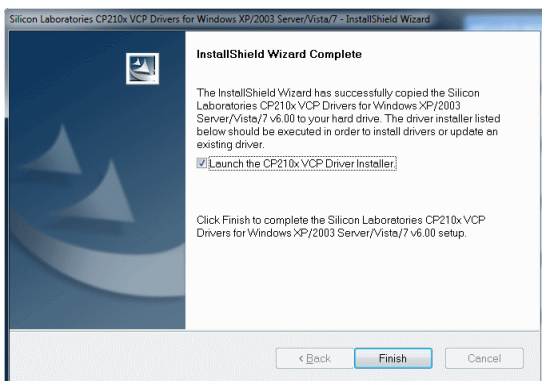 Silicon Laboratories CP210x VCP Drivers for Windows XP/2003 Server/Vista/7 - InstallShield Wizard
InstallShield Wizard Complete
The InstallShield Wizard has successfully copied the Silicon
Laboratories CP210x VCP Drivers for Windows XP/2003
Server/Vista/7 v6.00 to your hard drive. The driver installer listed
below should be executed in order to install drivers or update an
existing driver.
Launch the CP210x VCP Driver Installer.
Click Finish to complete the Silicon Laboratories CP210x VCP
Drivers for Windows XP/2003 Server/Vista/7 v6.00 setup.
< Back
Finish
Cancel